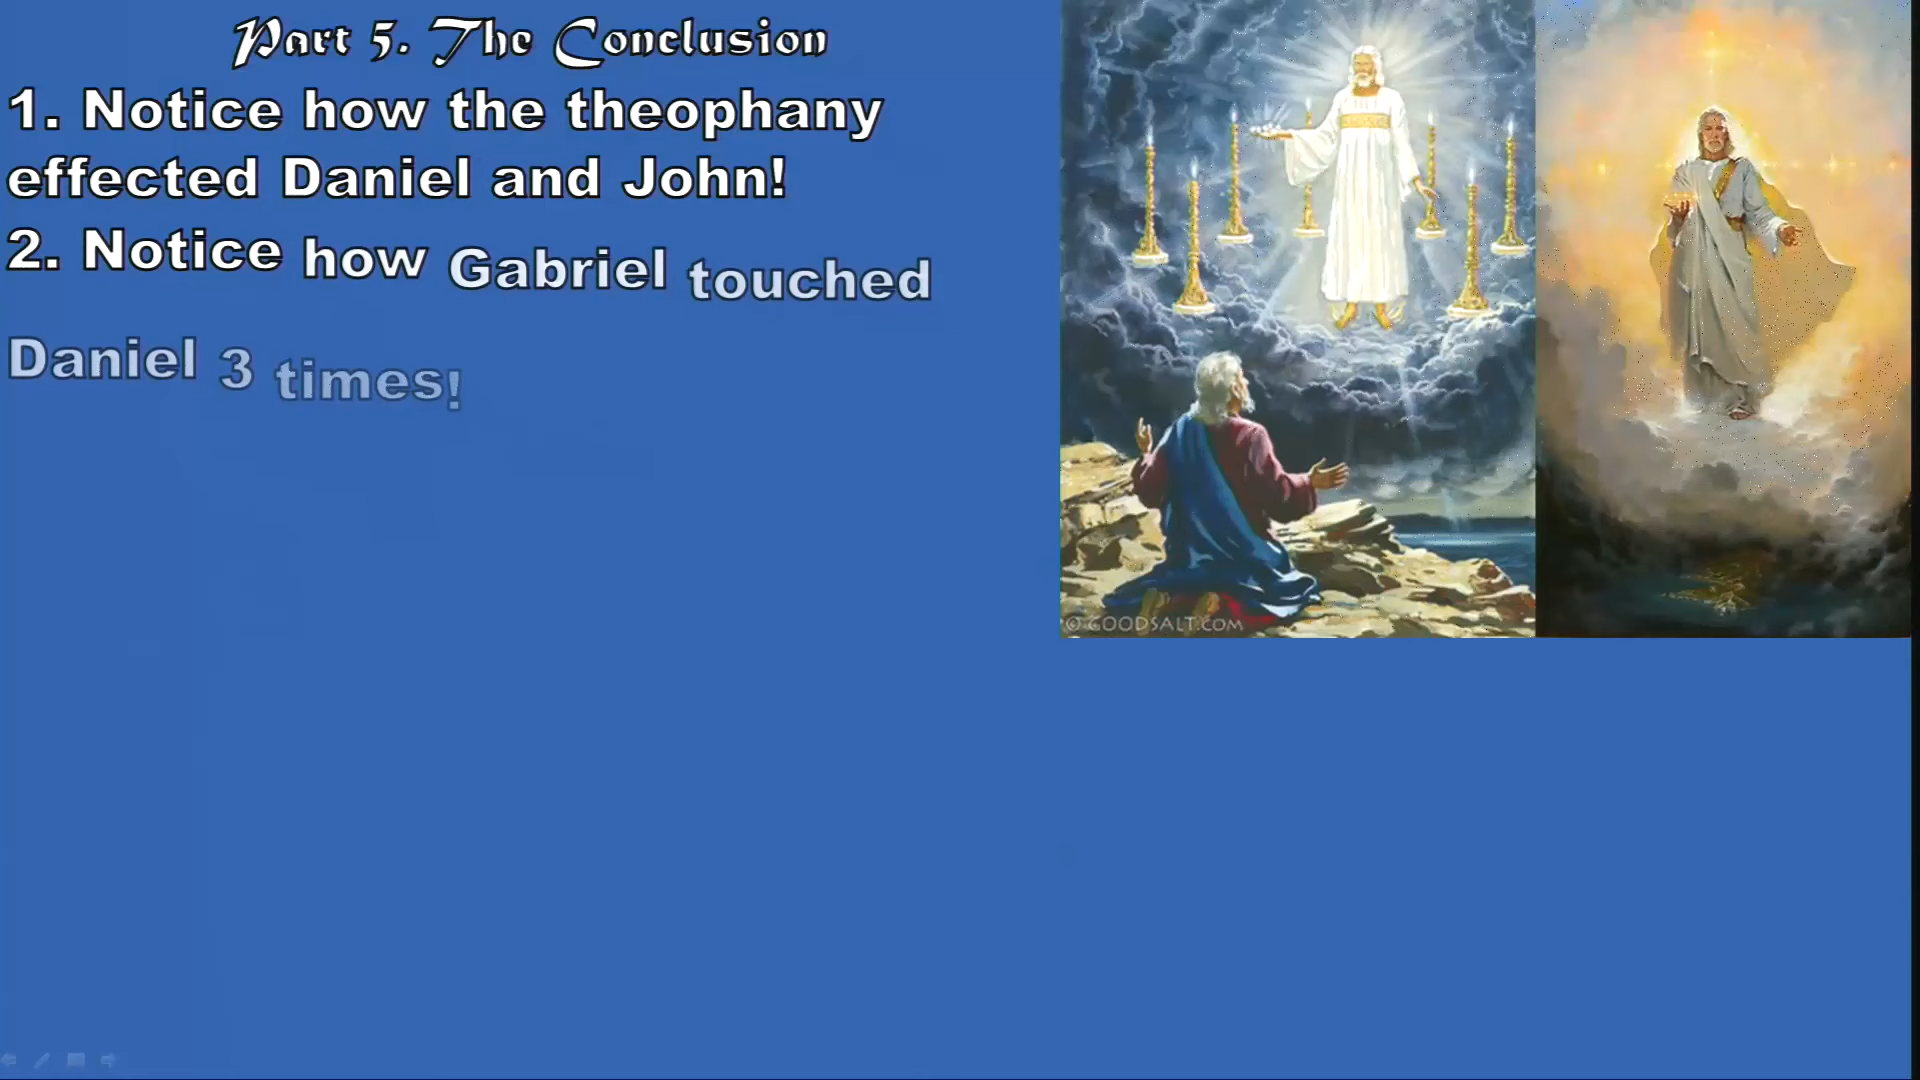 Part 5. The Conclusion
1. Notice how the theophany
effected Daniel and John!
2. Notice how Gabriel touched
Daniel 3 times!
© GOODSALT.COM